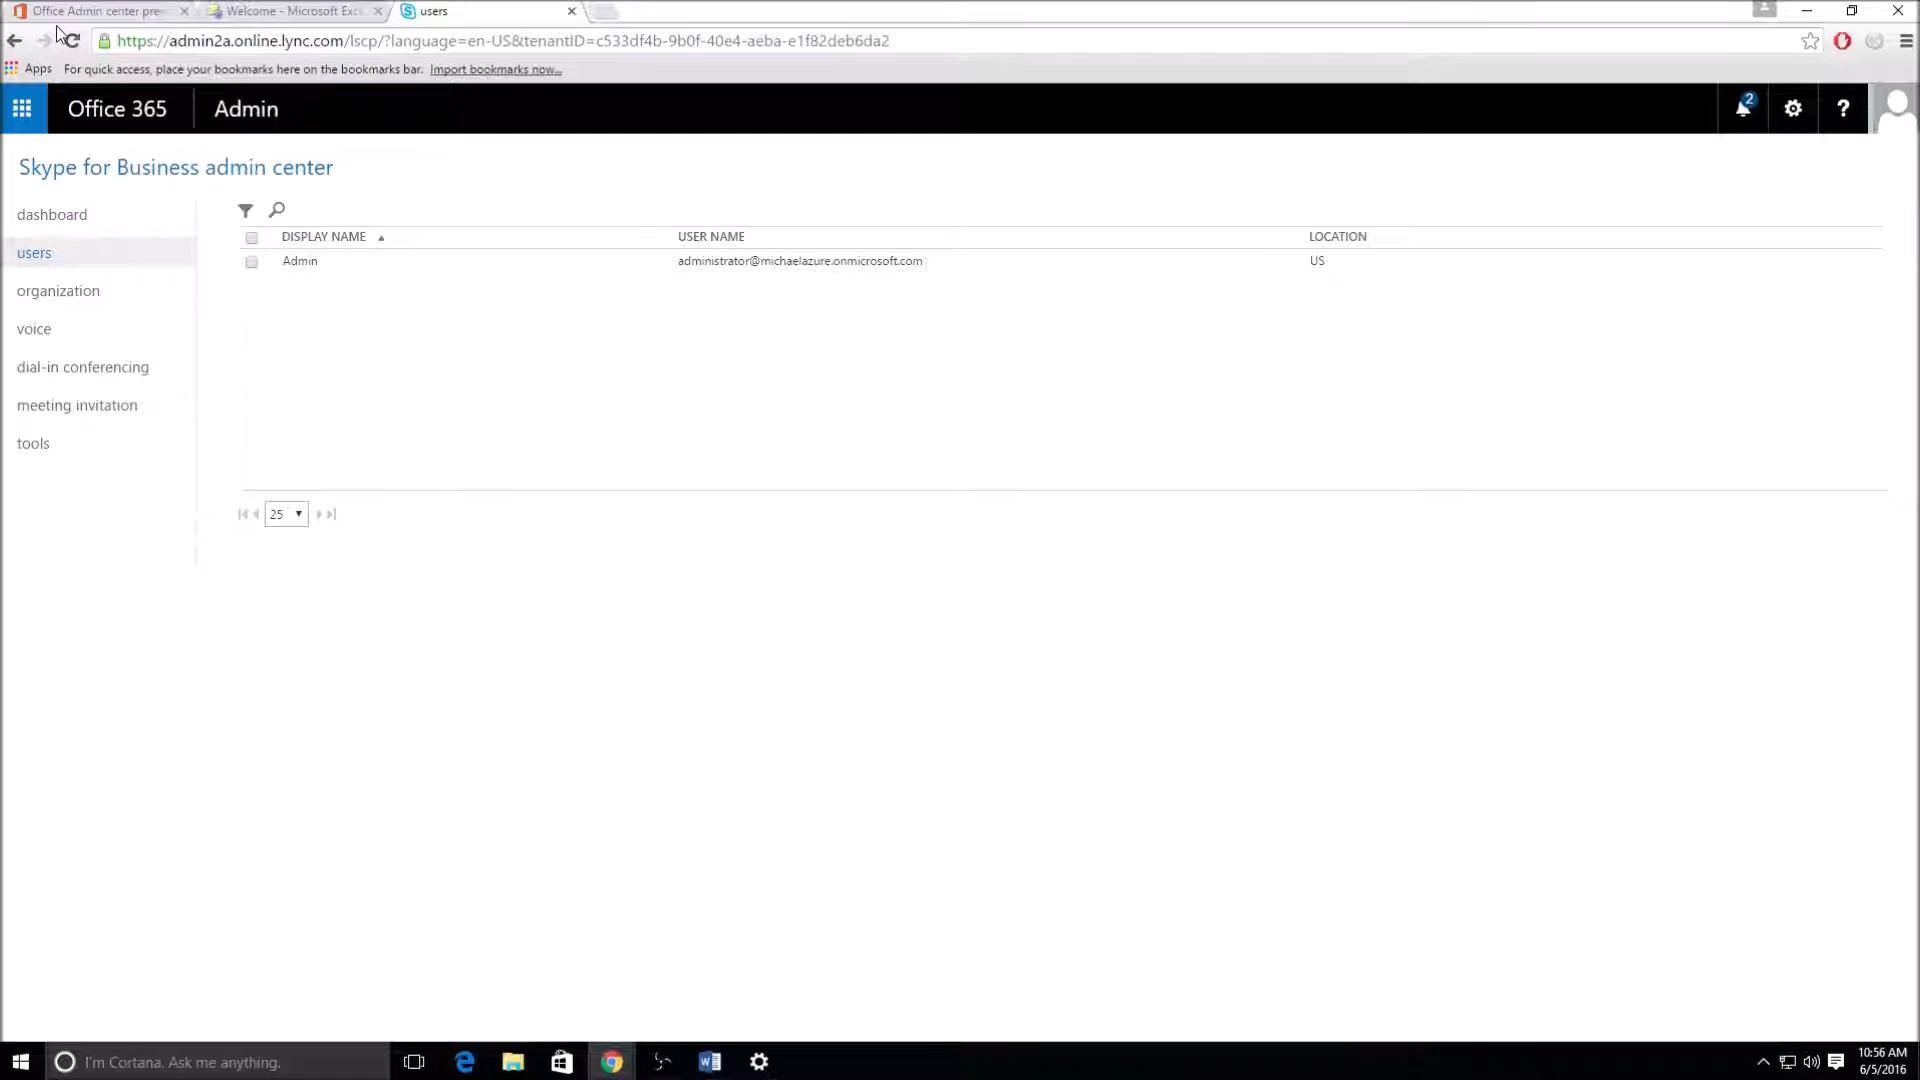 Office Admin center pre
Welcome - Microsoft Exc
users
https://admin2a.online.lync.com/lscp/?language=en-US&tenantID=c533df4b-9b0f-40e4-aeba-e1f82deb6da2
Apps For quick access, place your bookmarks here on the bookmarks bar. Import bookmarks now...
Office 365 Admin
2
?
Skype for Business admin center
dashboard
users
organization
voice
dial-in conferencing
meeting invitation
tools
DISPLAY NAME USER NAME LOCATION
Admin administrator@michaelazure.onmicrosoft.com US
25
I'm Cortana. Ask me anything.
10:56 AM
6/5/2016